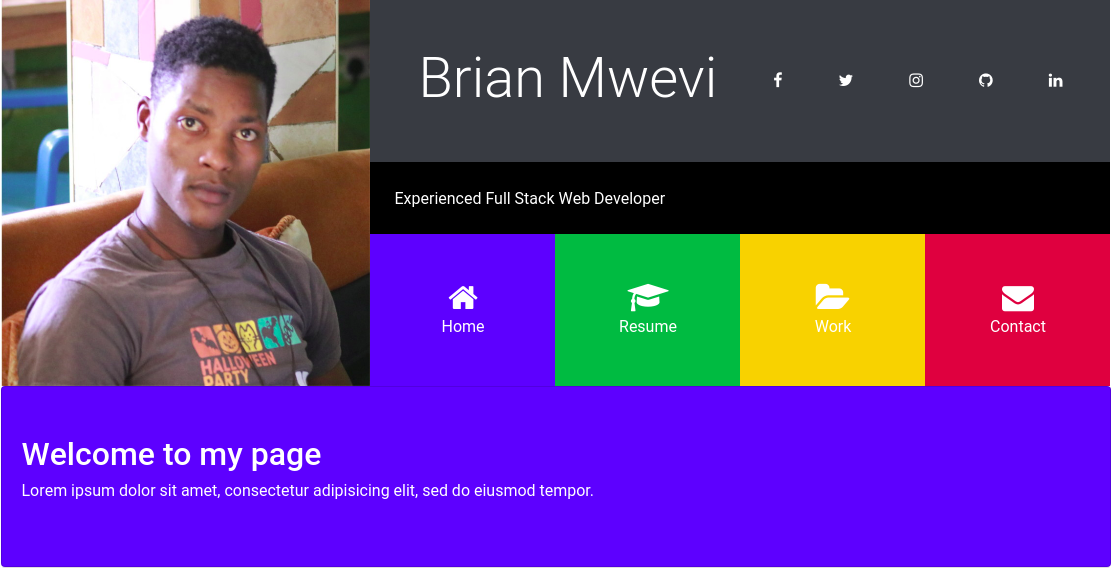 Brian Mwevi
Experienced Full Stack Web Developer
Home
Resume
Work
Contact
HALLOWEEN
PARTY
Welcome to my page
Lorem ipsum dolor sit amet, consectetur adipisicing elit, sed do eiusmod tempor.